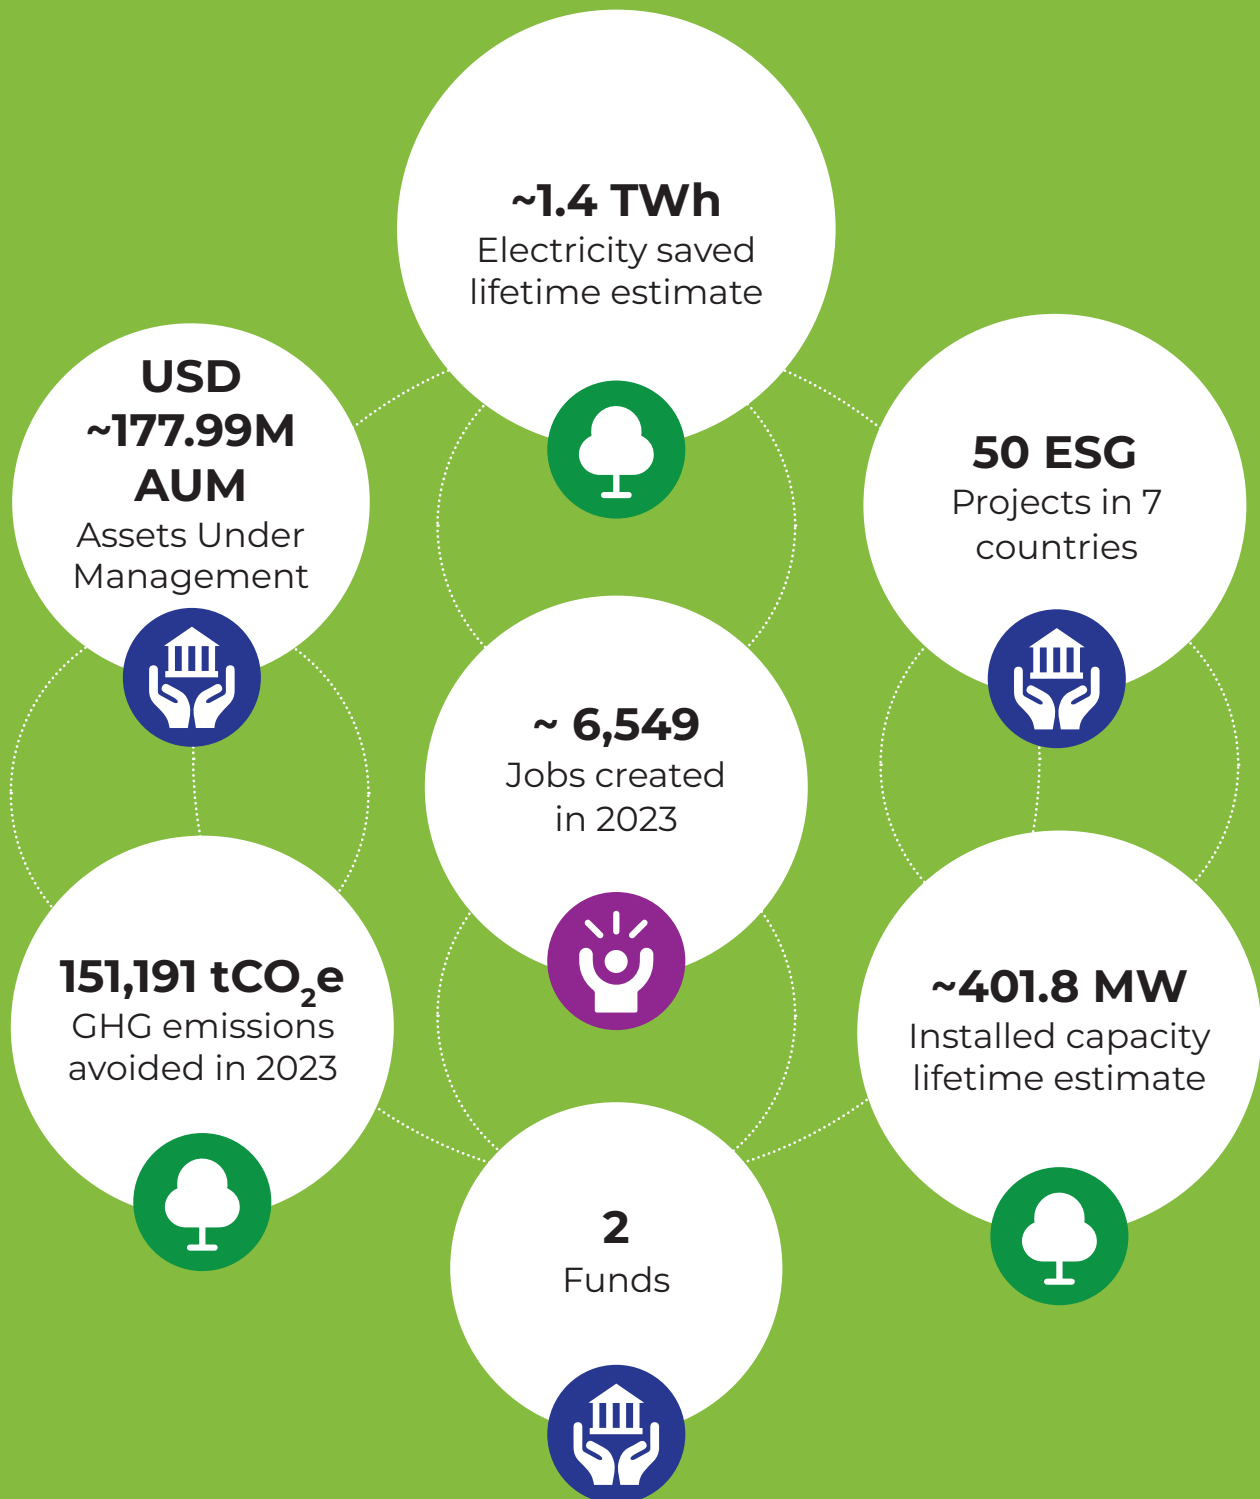 ~1.4 TWh
Electricity saved
lifetime estimate
USD
~177.99M
AUM
Assets Under
Management
50 ESG
Projects in 7
countries
~ 6,549
Jobs created
in 2023
151,191 tCO₂e
GHG emissions
avoided in 2023
~401.8 MW
Installed capacity
lifetime estimate
2
Funds